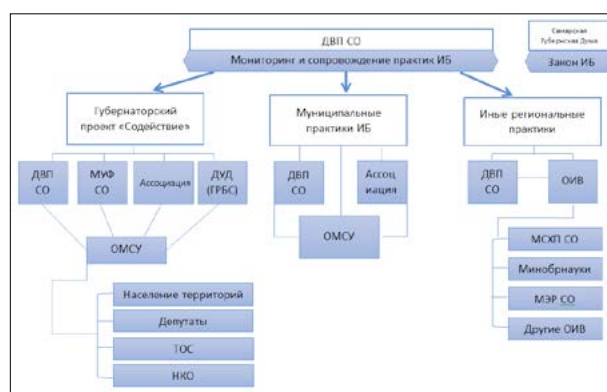 ДВП СО
Мониторинг и сопровождение практик ИБ
Самарская
Губернская Дума
Закон ИБ
Губернаторский
проект «Содействие»
Муниципальные
практики ИБ
Иные региональные
практики
ДВП
СО
МУФ
СО
Ассоциация
ДУД
(ГРБС)
ДВП
СО
Ассоц
иация
ДВП
СО
ОИВ
ОМСУ
ОМСУ
МСХП СО
Минобрнауки
МЭР СО
Другие ОИВ
Население территорий
Депутаты
ТОС
НКО